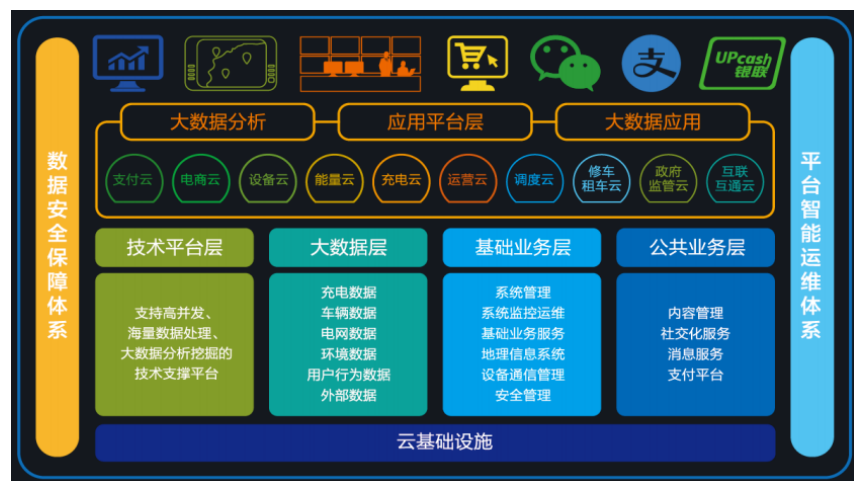 UPcash
银联
支
大数据分析
应用平台层
大数据应用
支付云
电商云
设备云
能量云
充电云
运营云
调度云
修车
租车云
政府
监管云
互联
互通云
数据安全保障体系
平台智能运维体系
技术平台层
大数据层
基础业务层
公共业务层
支持高并发、
海量数据处理、
大数据分析挖掘的
技术支撑平台
充电数据
车辆数据
电网数据
环境数据
用户行为数据
外部数据
系统管理
系统监控运维
基础业务服务
地理信息系统
设备通信管理
安全管理
内容管理
社交化服务
消息服务
支付平台
云基础设施